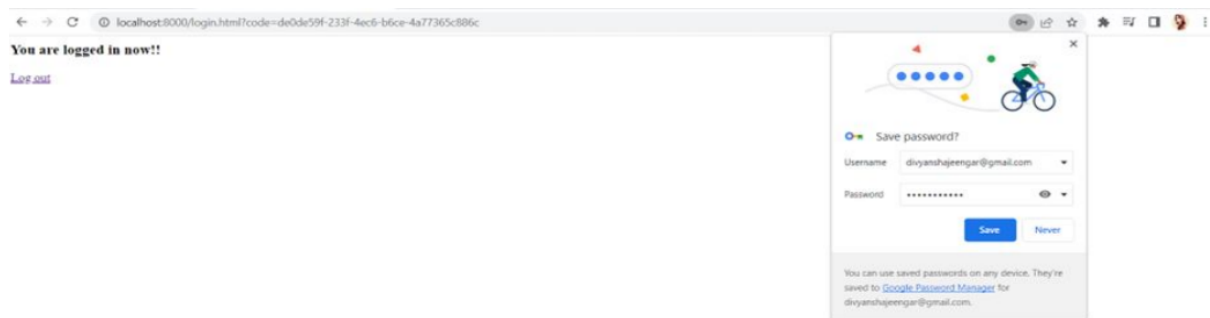 localhost:8000/login.html?code=de0de59f-233f-4ec6-b6ce-4a77365c886c
You are logged in now!!
Log out
Save password?
Username divyanshajeengar@gmail.com
Password •••••••••••
Save Never
You can use saved passwords on any device. They're
saved to Google Password Manager for
divyanshajeengar@gmail.com.